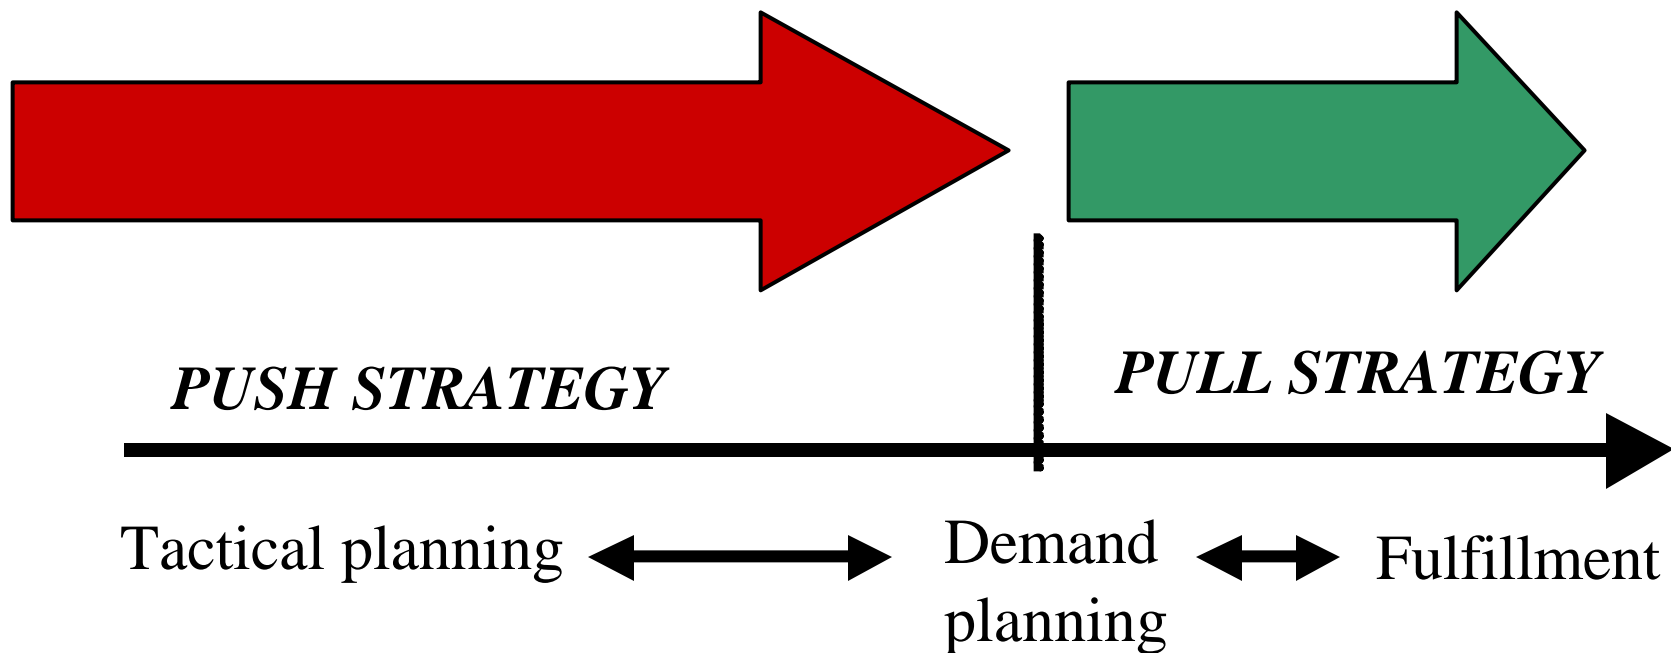 PUSH STRATEGY
PULL STRATEGY
Tactical planning
Demand
planning
Fulfillment